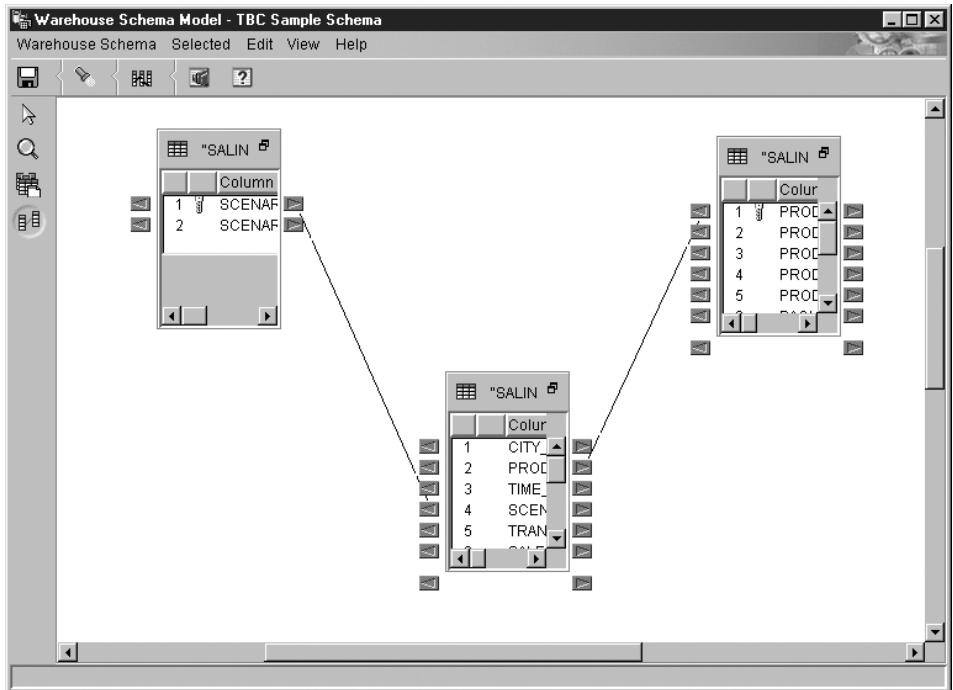 Warehouse Schema Model - TBC Sample Schema
Warehouse Schema Selected Edit View Help
"SALIN
Column
1 SCENAR
2 SCENAR
"SALIN
Colur
1 PROD
2 PROD
3 PROD
4 PROD
5 PROD
"SALIN
Colur
1 CITY_
2 PROD
3 TIME_
4 SCEN
5 TRAN